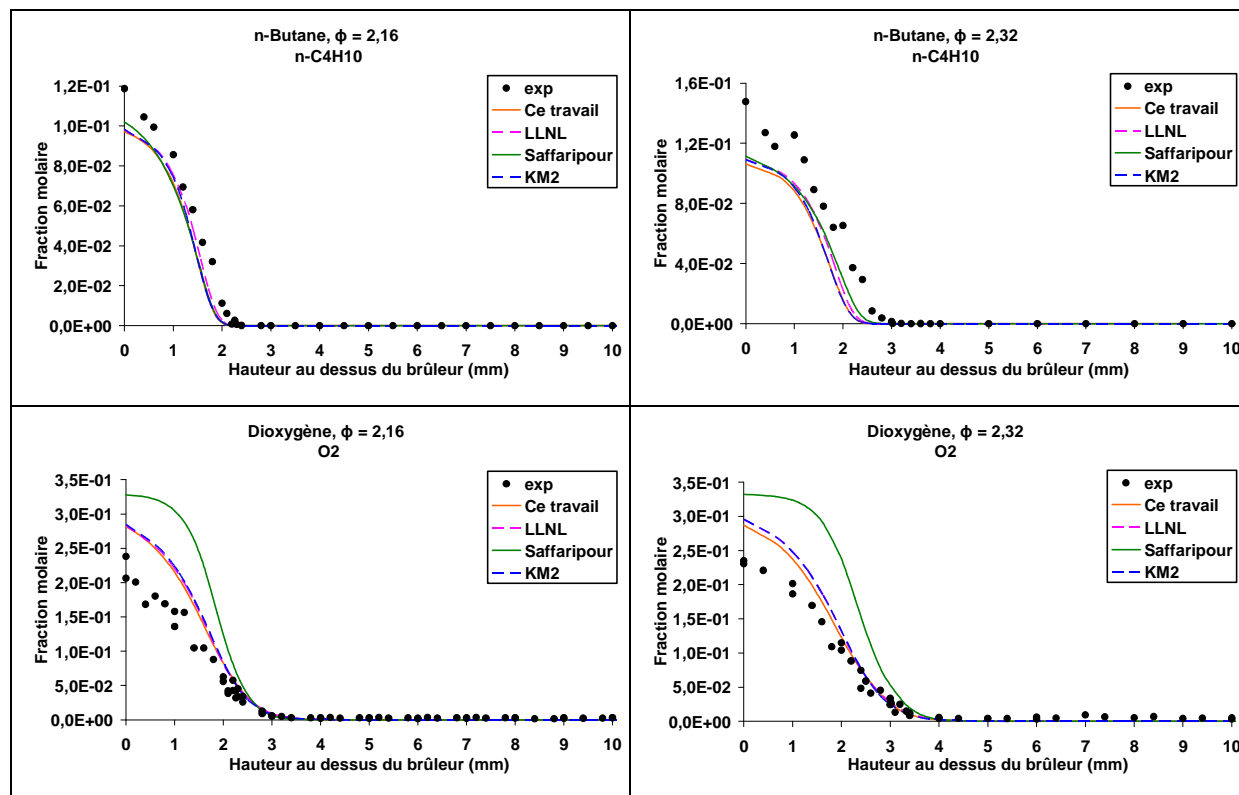 n-Butane, ϕ = 2,16
n-C4H10
Fraction molaire
1,2E-01
1,0E-01
8,0E-02
6,0E-02
4,0E-02
2,0E-02
0,0E+00
exp
Ce travail
LLNL
Saffaripour
KM2
0 1 2 3 4 5 6 7 8 9 10
Hauteur au dessus du brûleur (mm)
n-Butane, ϕ = 2,32
n-C4H10
Fraction molaire
1,6E-01
1,2E-01
8,0E-02
4,0E-02
0,0E+00
exp
Ce travail
LLNL
Saffaripour
KM2
0 1 2 3 4 5 6 7 8 9 10
Hauteur au dessus du brûleur (mm)
Dioxygène, ϕ = 2,16
O2
Fraction molaire
3,5E-01
3,0E-01
2,5E-01
2,0E-01
1,5E-01
1,0E-01
5,0E-02
0,0E+00
exp
Ce travail
LLNL
Saffaripour
KM2
0 1 2 3 4 5 6 7 8 9 10
Hauteur au dessus du brûleur (mm)
Dioxygène, ϕ = 2,32
O2
Fraction molaire
3,5E-01
3,0E-01
2,5E-01
2,0E-01
1,5E-01
1,0E-01
5,0E-02
0,0E+00
exp
Ce travail
LLNL
Saffaripour
KM2
0 1 2 3 4 5 6 7 8 9 10
Hauteur au dessus du brûleur (mm)